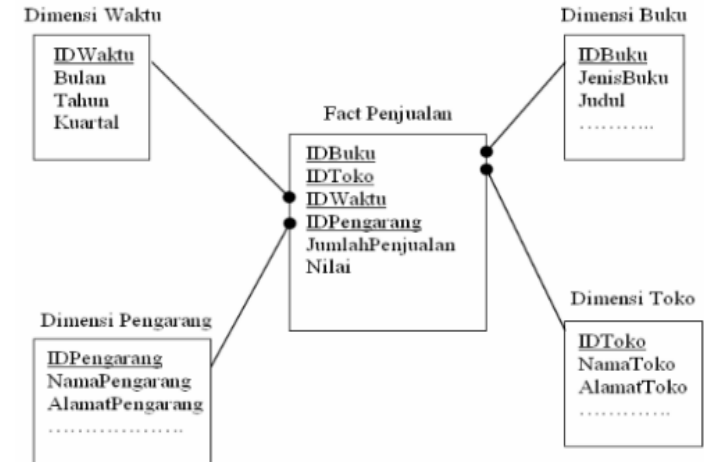 Dimensi Waktu
IDWaktu
Bulan
Tahun
Kuartal
Dimensi Buku
IDBuku
JenisBuku
Judul
………..
Fact Penjualan
IDBuku
IDToko
IDWaktu
IDPengarang
JumlahPenjualan
Nilai
Dimensi Pengarang
IDPengarang
NamaPengarang
AlamatPengarang
………………
Dimensi Toko
IDToko
NamaToko
AlamatToko
………….